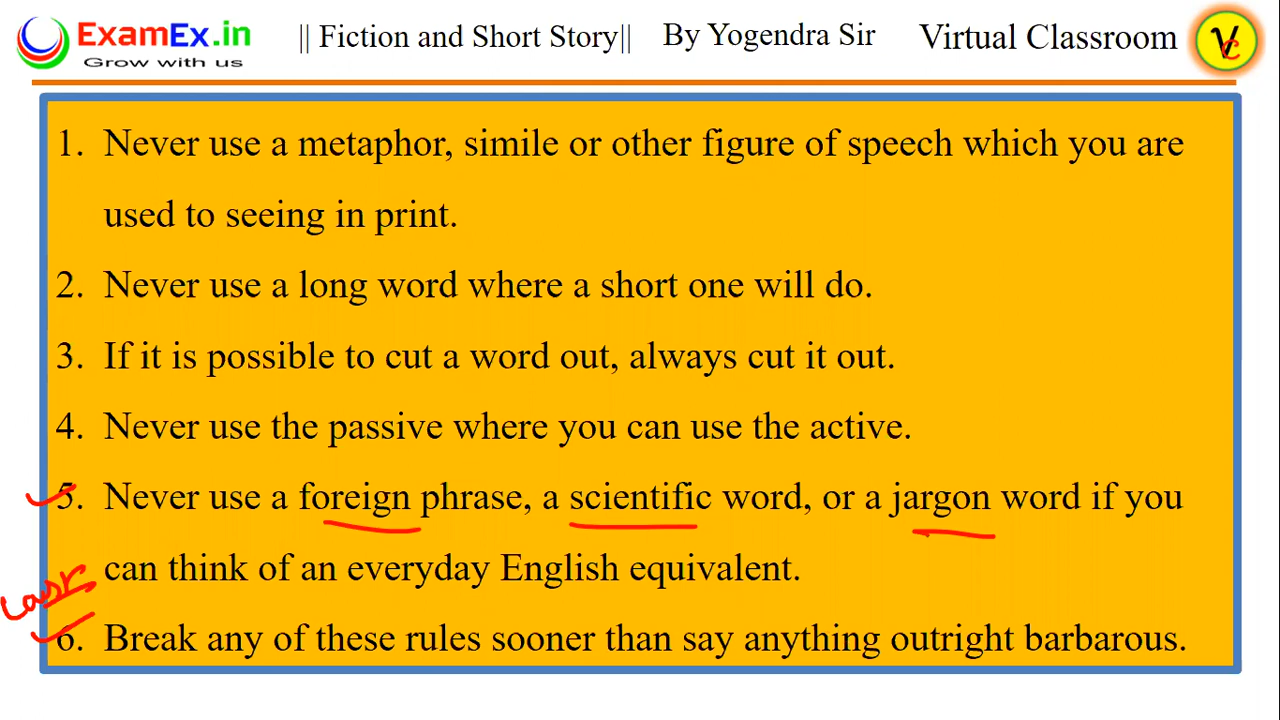 ExamEx.in
Grow with us
|| Fiction and Short Story||
By Yogendra Sir
Virtual Classroom
VC
1. Never use a metaphor, simile or other figure of speech which you are
used to seeing in print.
2. Never use a long word where a short one will do.
3. If it is possible to cut a word out, always cut it out.
4. Never use the passive where you can use the active.
5. Never use a foreign phrase, a scientific word, or a jargon word if you
can think of an everyday English equivalent.
Last
6. Break any of these rules sooner than say anything outright barbarous.